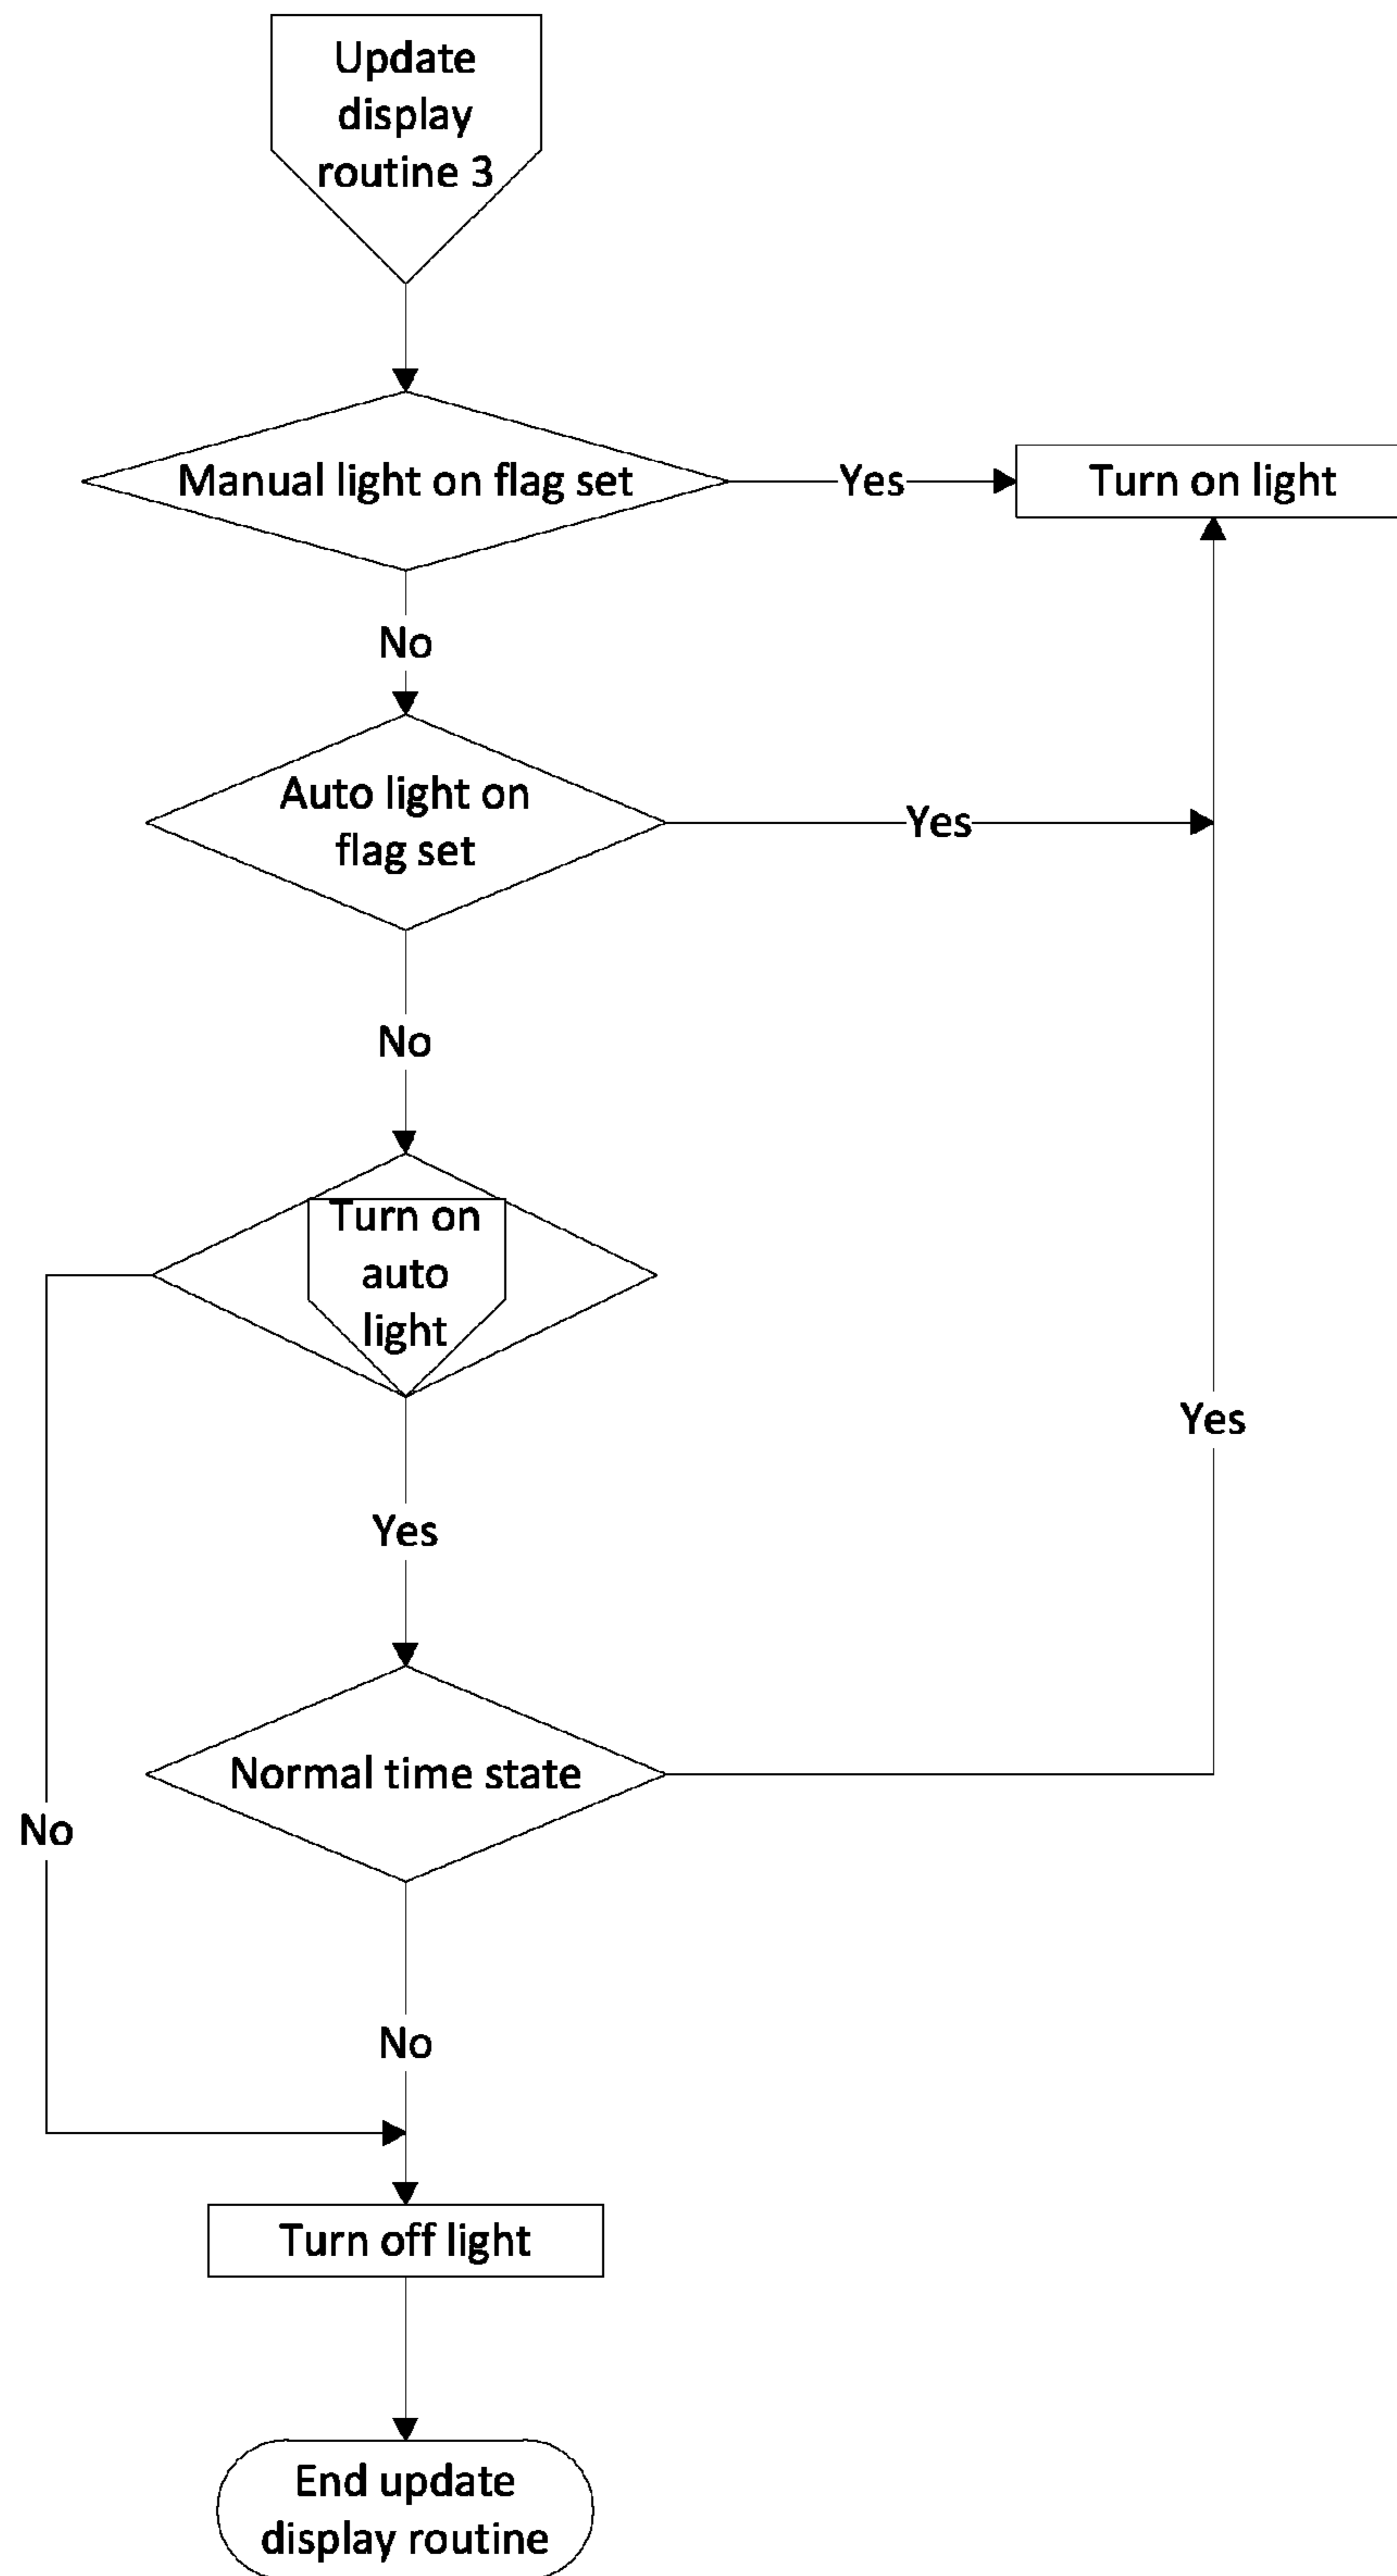 Update
display
routine 3
Manual light on flag set
Yes
Turn on light
No
Auto light on
flag set
Yes
No
Turn on
auto
light
Yes
Yes
Normal time state
No
No
Turn off light
End update
display routine